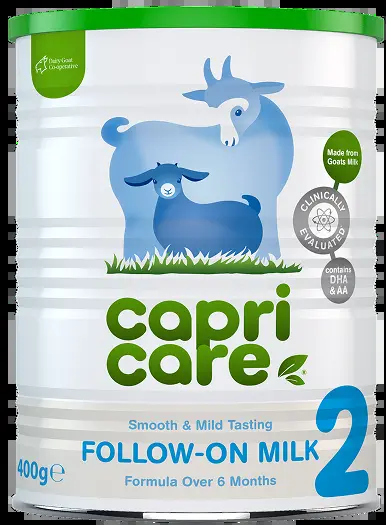 Dairy Goat
Co-operative
Made from
Goats Milk
CLINICALLY
EVALUATED
contains
DHA
& AA
capri
care
Smooth & Mild Tasting
FOLLOW-ON MILK
2
400g℮
Formula Over 6 Months